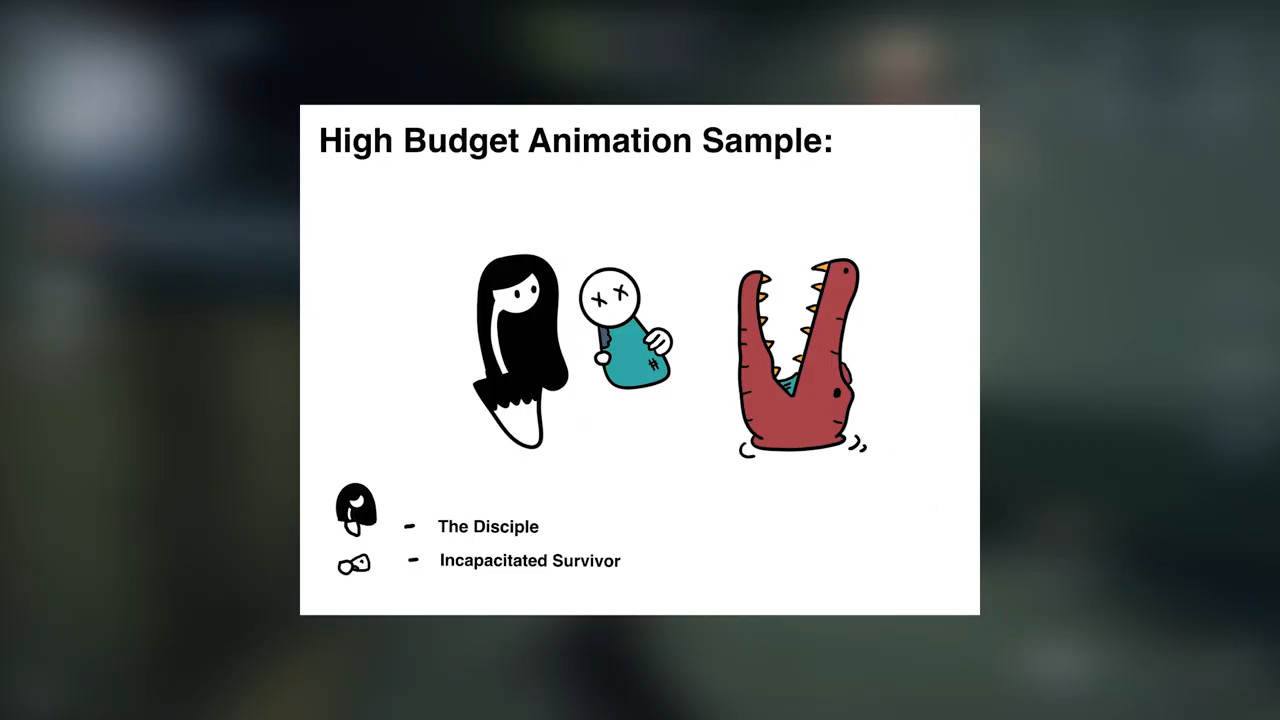 High Budget Animation Sample:
- The Disciple
- Incapacitated Survivor